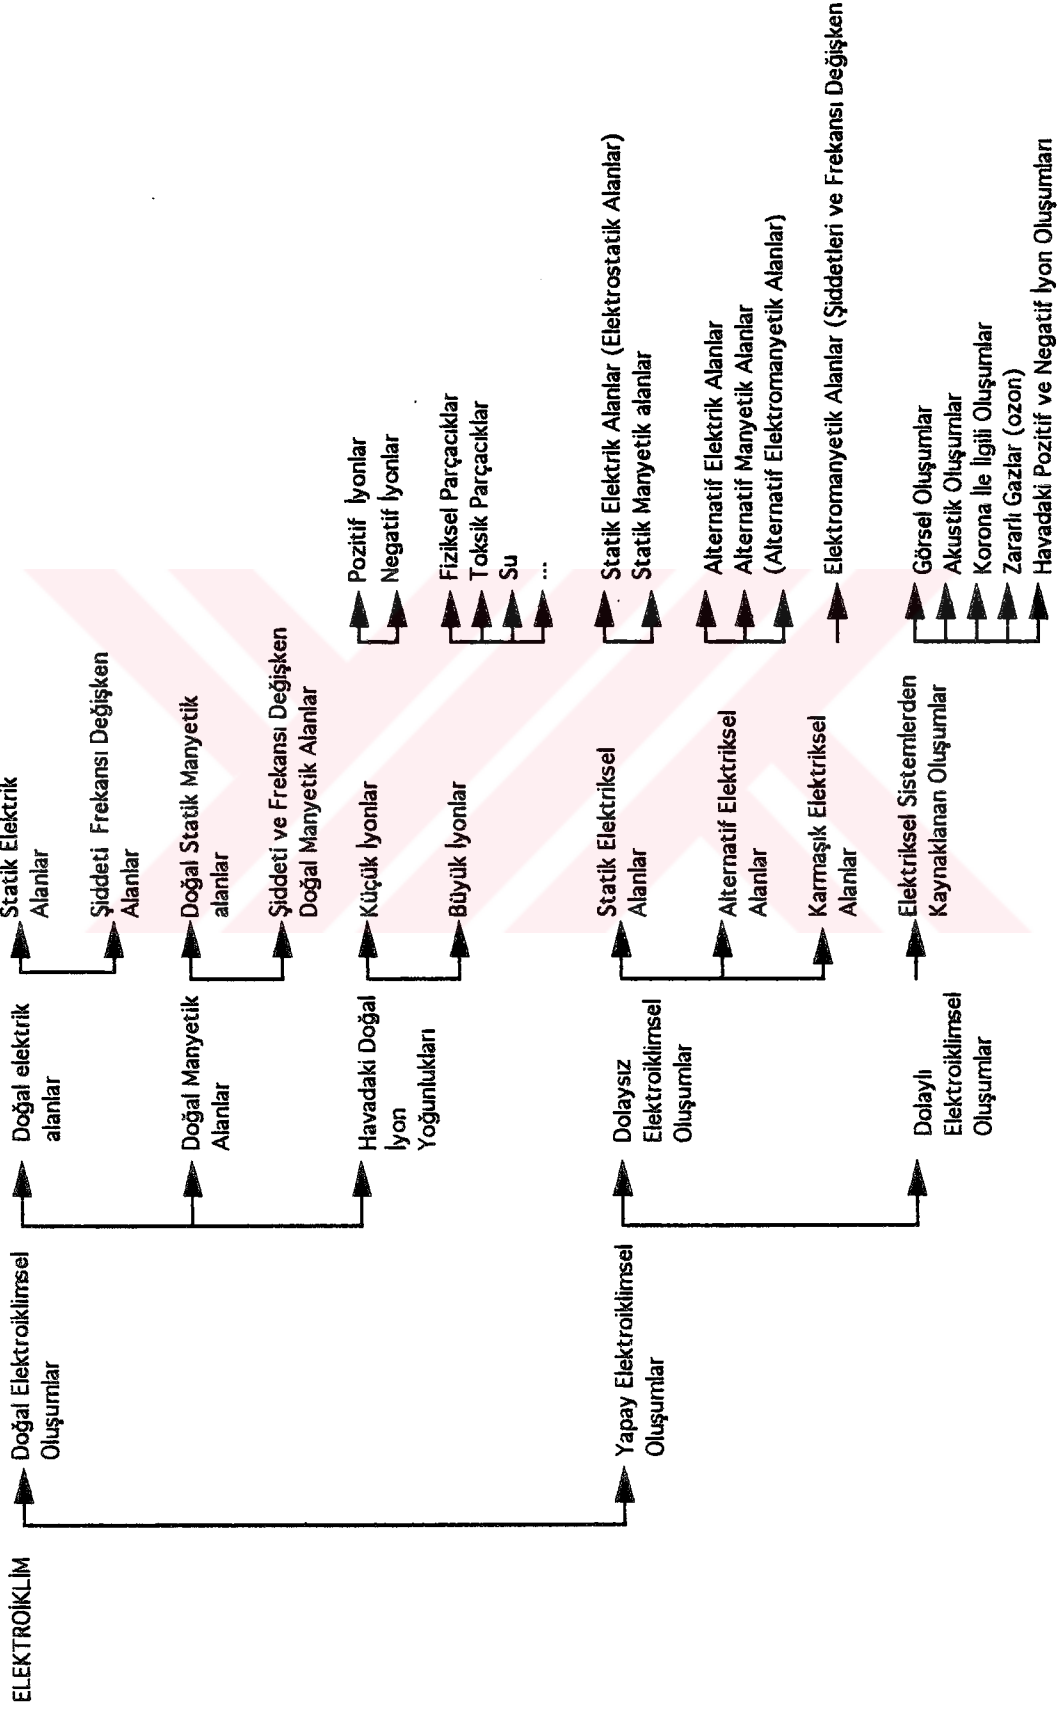 ELEKTROİKLİM
Doğal Elektroiklimsel
Oluşumlar
Doğal elektrik
alanlar
Statik Elektrik
Alanlar
Şiddeti Frekansı Değişken
Alanlar
Doğal Manyetik
Alanlar
Doğal Statik Manyetik
alanlar
Şiddeti ve Frekansı Değişken
Doğal Manyetik Alanlar
Havadaki Doğal
İyon
Yoğunlukları
Küçük İyonlar
Pozitif İyonlar
Negatif İyonlar
Büyük İyonlar
Fiziksel Parçacıklar
Toksik Parçacıklar
Su
...
Yapay Elektroiklimsel
Oluşumlar
Dolaysız
Elektroiklimsel
Oluşumlar
Statik Elektriksel
Alanlar
Statik Elektrik Alanlar (Elektrostatik Alanlar)
Statik Manyetik alanlar
Alternatif Elektriksel
Alanlar
Alternatif Elektrik Alanlar
Alternatif Manyetik Alanlar
(Alternatif Elektromanyetik Alanlar)
Karmaşık Elektriksel
Alanlar
Elektromanyetik Alanlar (Şiddetleri ve Frekansı Değişken
Dolaylı
Elektroiklimsel
Oluşumlar
Elektriksel Sistemlerden
Kaynaklanan Oluşumlar
Görsel Oluşumlar
Akustik Oluşumlar
Korona İle İlgili Oluşumlar
Zararlı Gazlar (ozon)
Havadaki Pozitif ve Negatif İyon Oluşumları